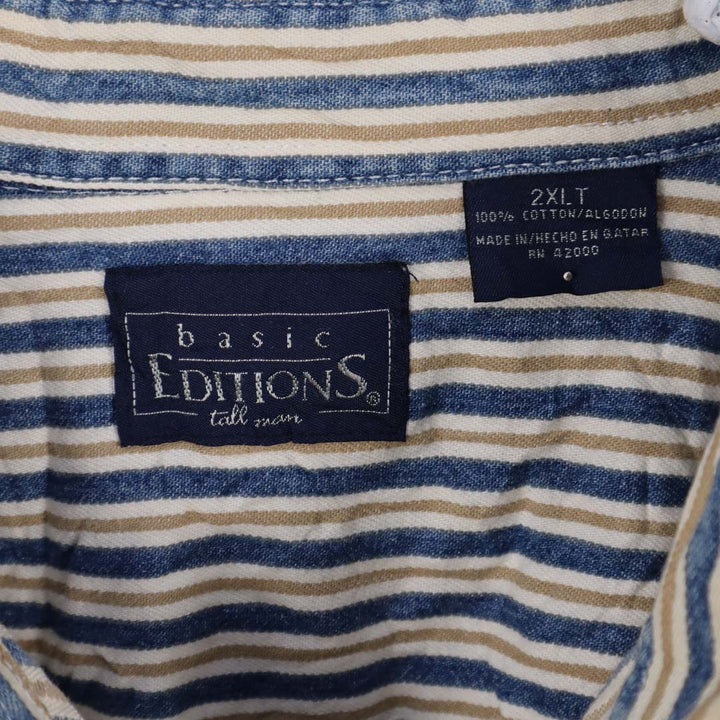 2XLT
100% COTTON/ALGODON
MADE IN/HECHO EN QATAR
RN 42000
basic
EDITIONS®
tall man